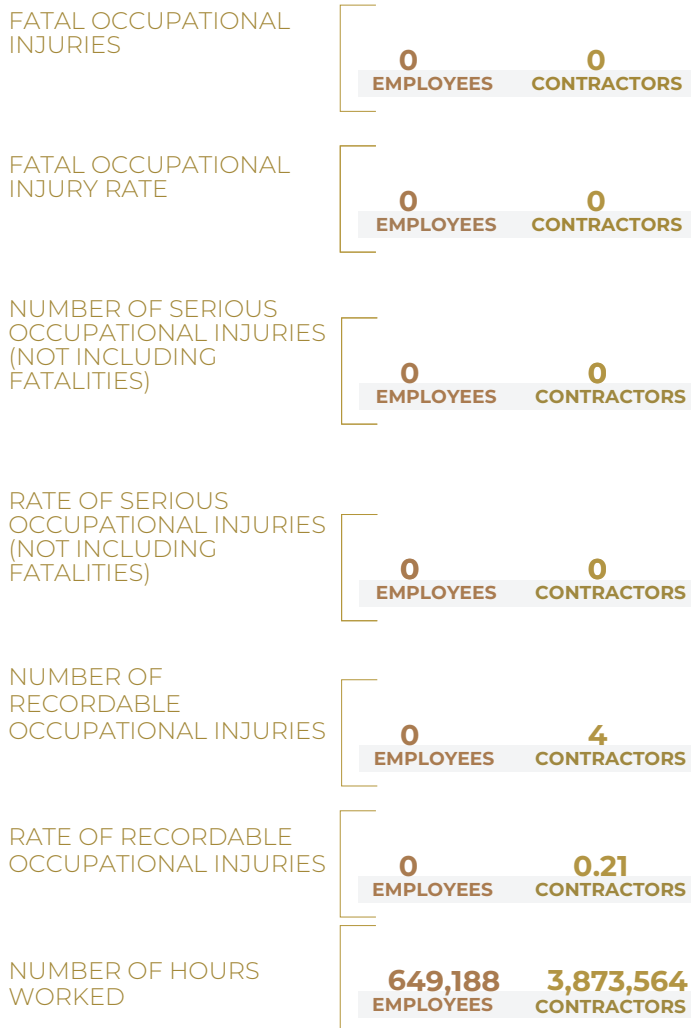 FATAL OCCUPATIONAL
INJURIES
0 0
EMPLOYEES CONTRACTORS
FATAL OCCUPATIONAL
INJURY RATE
0 0
EMPLOYEES CONTRACTORS
NUMBER OF SERIOUS
OCCUPATIONAL INJURIES
(NOT INCLUDING
FATALITIES)
0 0
EMPLOYEES CONTRACTORS
RATE OF SERIOUS
OCCUPATIONAL INJURIES
(NOT INCLUDING
FATALITIES)
0 0
EMPLOYEES CONTRACTORS
NUMBER OF
RECORDABLE
OCCUPATIONAL INJURIES
0 4
EMPLOYEES CONTRACTORS
RATE OF RECORDABLE
OCCUPATIONAL INJURIES
0 0.21
EMPLOYEES CONTRACTORS
NUMBER OF HOURS
WORKED
649,188 3,873,564
EMPLOYEES CONTRACTORS